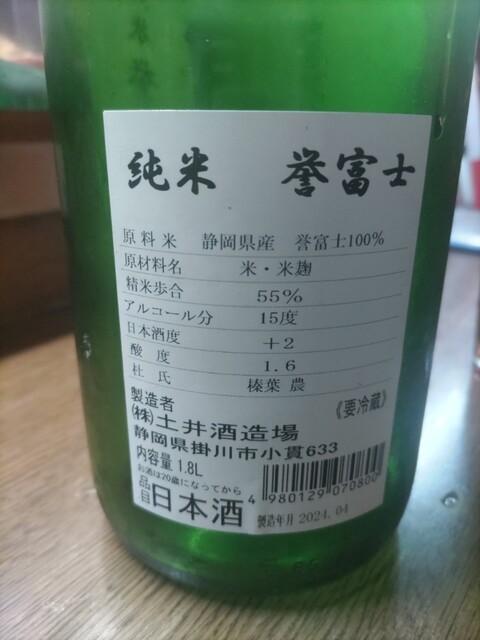 純米 誉富士
原料米 静岡県産 誉富士100%
原材料名 米・米麹
精米歩合 55%
アルコール分 15度
日本酒度 +2
酸度 1.6
杜氏 榛葉 農
製造者
《要冷蔵》
(株)土井酒造場
静岡県掛川市小貫633
内容量 1.8L
お酒は20歳になってから
品目 日本酒
4 980129 070800
製造年月 2024.04